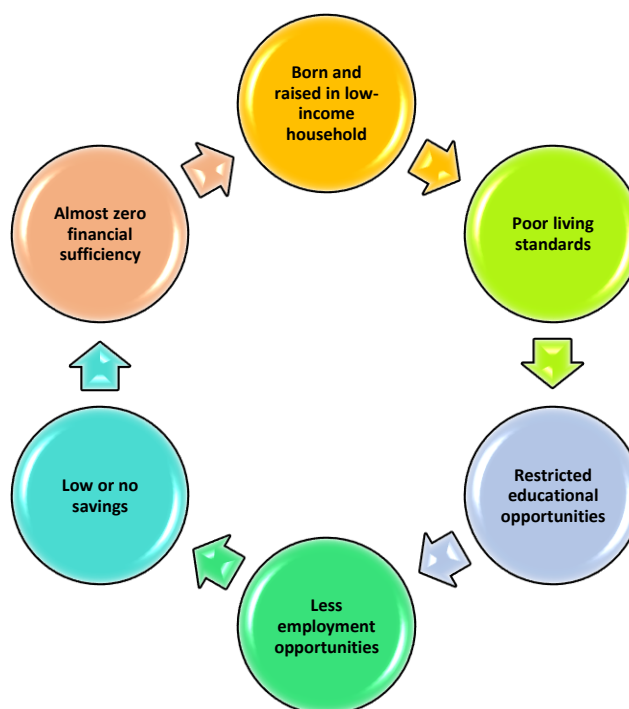 Born and
raised in low-
income
household
Poor living
standards
Restricted
educational
opportunities
Less
employment
opportunities
Low or no
savings
Almost zero
financial
sufficiency